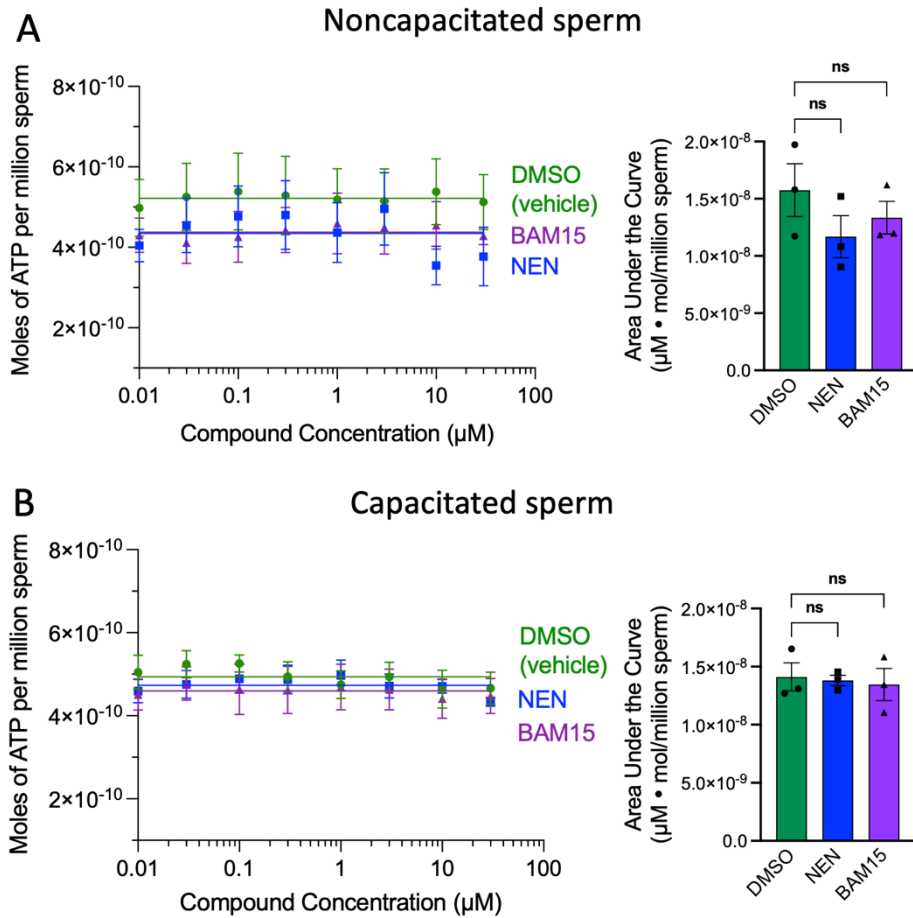 A
Noncapacitated sperm
Moles of ATP per million sperm
8×10⁻¹⁰
6×10⁻¹⁰
4×10⁻¹⁰
2×10⁻¹⁰
0.01
0.1
1
10
100
Compound Concentration (µM)
DMSO
(vehicle)
BAM15
NEN
Area Under the Curve
(µM • mol/million sperm)
2.0×10⁻⁸
1.5×10⁻⁸
1.0×10⁻⁸
5.0×10⁻⁹
0.0
ns
ns
DMSO
NEN
BAM15
B
Capacitated sperm
Moles of ATP per million sperm
8×10⁻¹⁰
6×10⁻¹⁰
4×10⁻¹⁰
2×10⁻¹⁰
0.01
0.1
1
10
100
Compound Concentration (µM)
DMSO
(vehicle)
NEN
BAM15
Area Under the Curve
(µM • mol/million sperm)
2.0×10⁻⁸
1.5×10⁻⁸
1.0×10⁻⁸
5.0×10⁻⁹
0.0
ns
ns
DMSO
NEN
BAM15